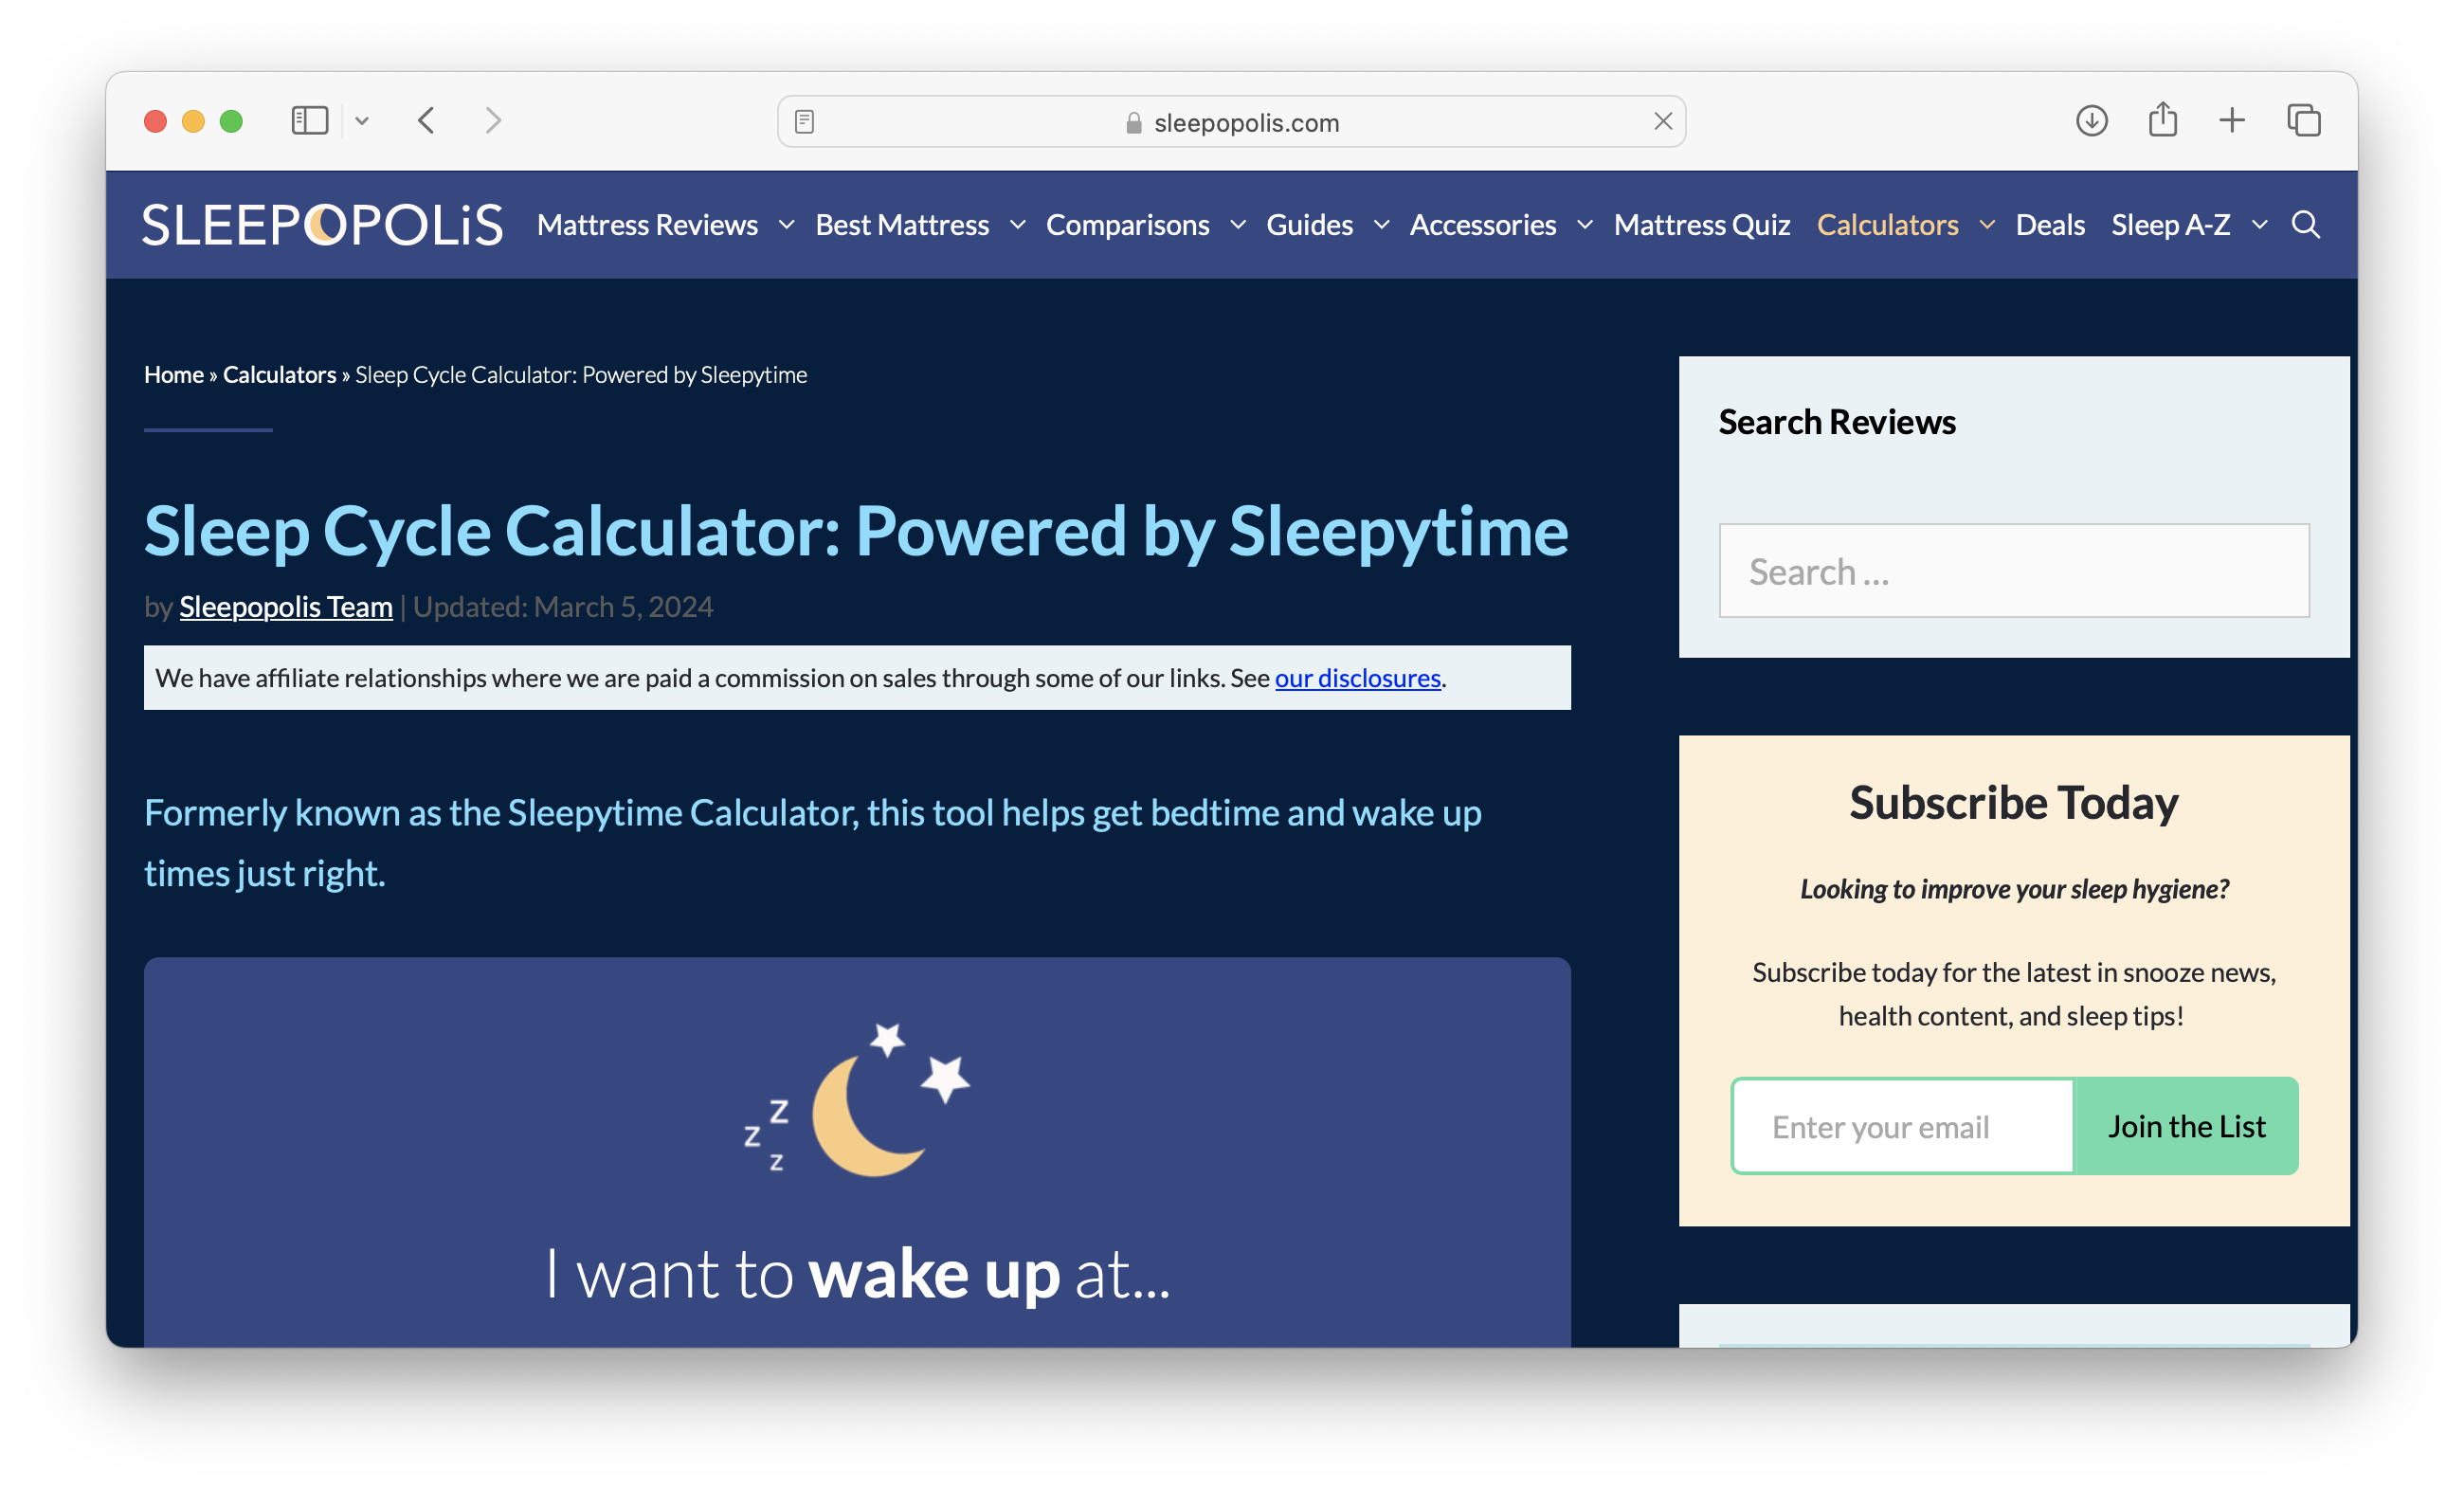 sleepopolis.com
SLEEPOPOLiS Mattress Reviews Best Mattress Comparisons Guides Accessories Mattress Quiz Calculators Deals Sleep A-Z
Home » Calculators » Sleep Cycle Calculator: Powered by Sleepytime
Sleep Cycle Calculator: Powered by Sleepytime
by Sleepopolis Team | Updated: March 5, 2024
We have affiliate relationships where we are paid a commission on sales through some of our links. See our disclosures.
Formerly known as the Sleepytime Calculator, this tool helps get bedtime and wake up
times just right.
z
z
z
I want to wake up at...
Search Reviews
Search ...
Subscribe Today
Looking to improve your sleep hygiene?
Subscribe today for the latest in snooze news,
health content, and sleep tips!
Enter your email Join the List